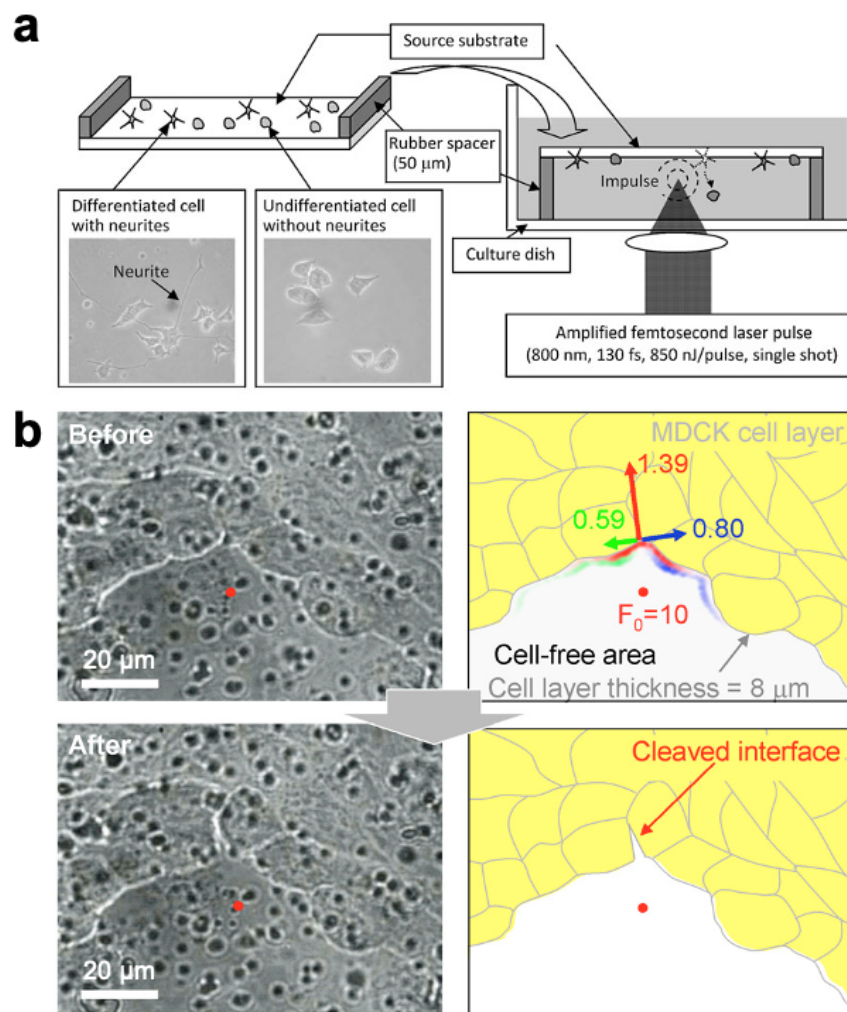 a
Source substrate
Rubber spacer
(50 μm)
Impulse
Differentiated cell
with neurites
Neurite
Undifferentiated cell
without neurites
Culture dish
Amplified femtosecond laser pulse
(800 nm, 130 fs, 850 nJ/pulse, single shot)
b
Before
20 μm
MDCK cell layer
1.39
0.59
0.80
F₀=10
Cell-free area
Cell layer thickness = 8 μm
After
20 μm
Cleaved interface